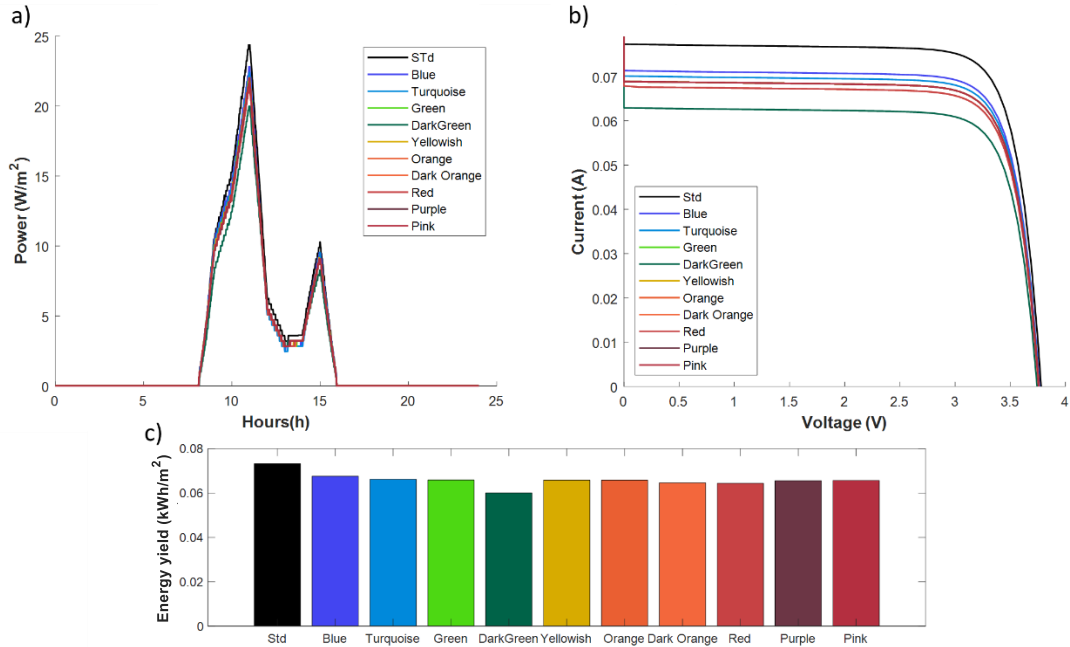 a)
25
20
15
10
5
0
Power (W/m²)
STd
Blue
Turquoise
Green
DarkGreen
Yellowish
Orange
Dark Orange
Red
Purple
Pink
0 5 10 15 20 25
Hours(h)
b)
0.07
0.06
0.05
0.04
0.03
0.02
0.01
0
Current (A)
Std
Blue
Turquoise
Green
DarkGreen
Yellowish
Orange
Dark Orange
Red
Purple
Pink
0 0.5 1 1.5 2 2.5 3 3.5 4
Voltage (V)
c)
0.08
0.06
0.04
0.02
0
Energy yield (kWh/m²)
Std Blue Turquoise Green DarkGreen Yellowish Orange Dark Orange Red Purple Pink